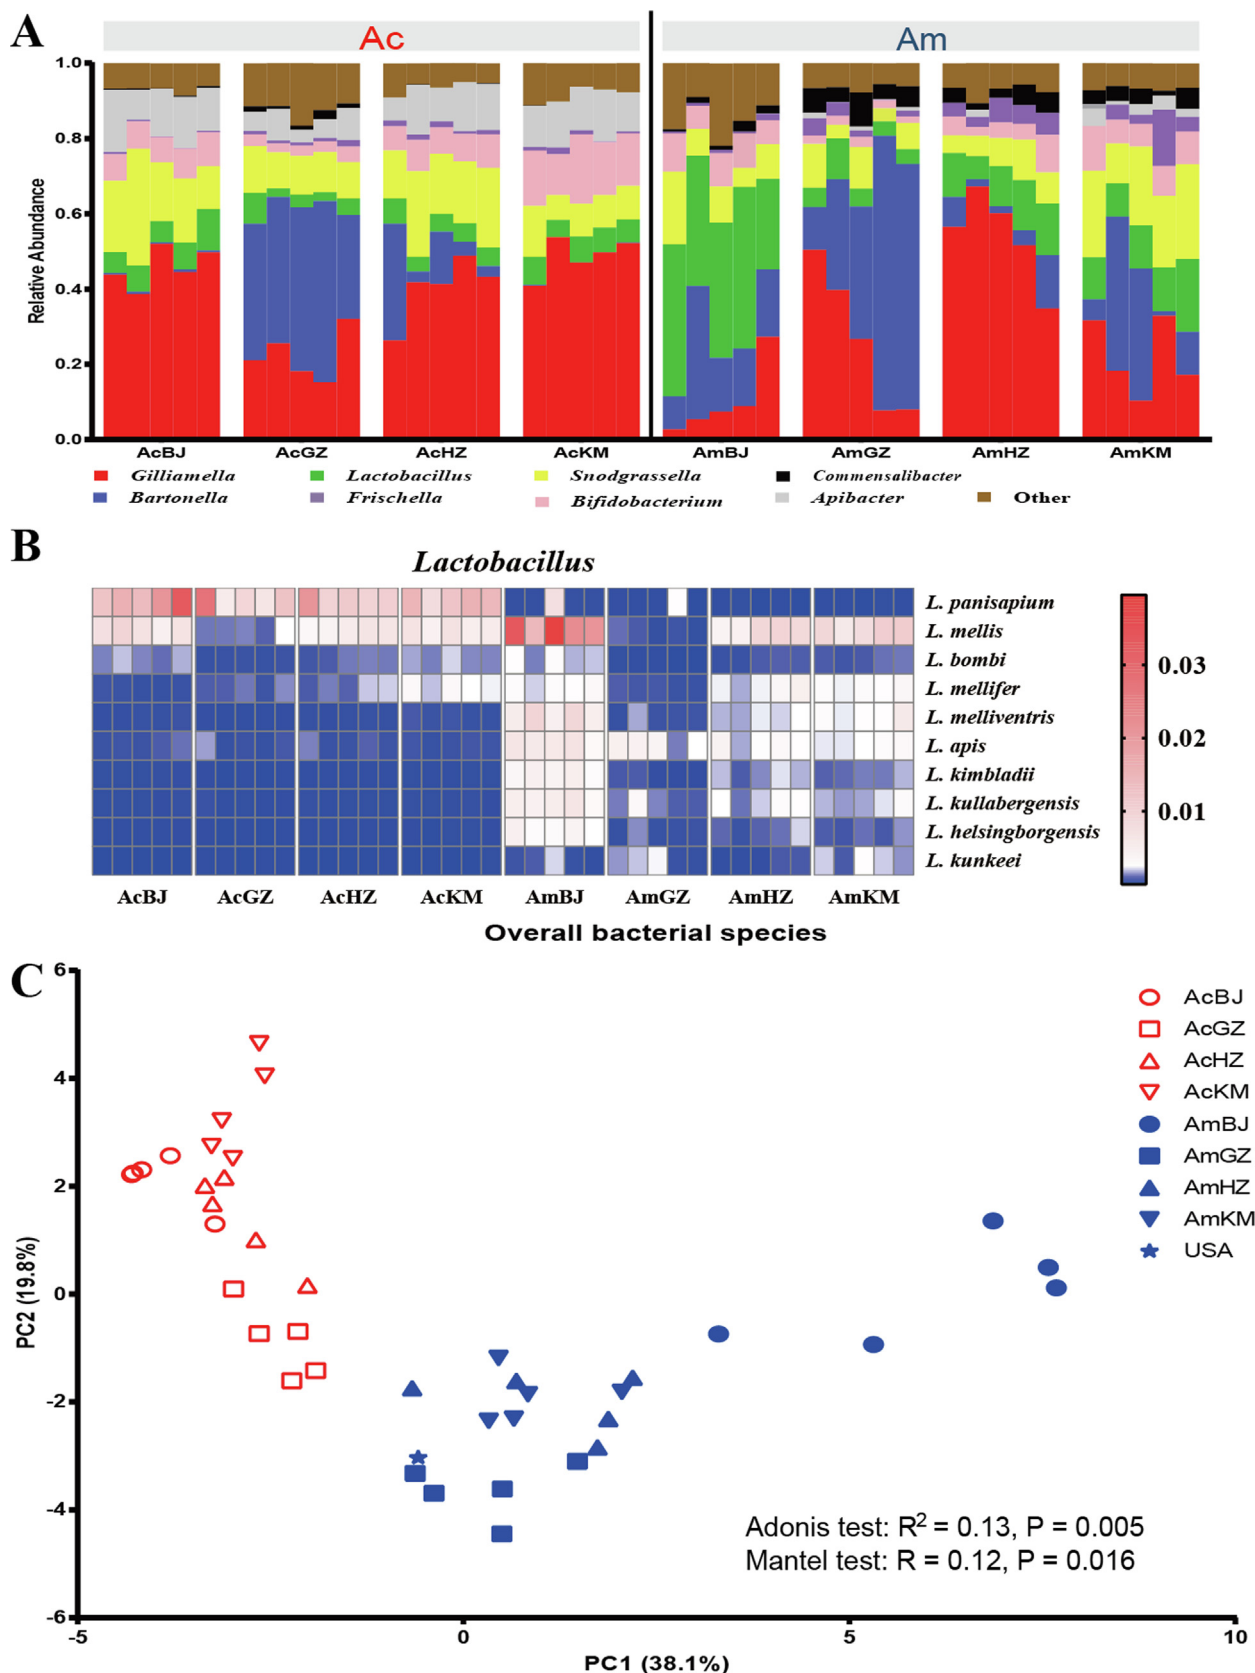 A
Ac
Am
1.0
0.8
0.6
0.4
0.2
0.0
Relative Abundance
AcBJ AcGZ AcHZ AcKM AmBJ AmGZ AmHZ AmKM
Gilliamella Lactobacillus Snodgrassella Commensalibacter
Bartonella Frischella Bifidobacterium Apibacter Other
B
Lactobacillus
L. panisapium
L. mellis
L. bombi
L. mellifer
L. melliventris
L. apis
L. kimbladii
L. kullabergensis
L. helsingborgensis
L. kunkeei
0.03
0.02
0.01
AcBJ AcGZ AcHZ AcKM AmBJ AmGZ AmHZ AmKM
Overall bacterial species
C
6
4
2
0
-2
-4
-6
PC2 (19.8%)
AcBJ
AcGZ
AcHZ
AcKM
AmBJ
AmGZ
AmHZ
AmKM
USA
Adonis test: R² = 0.13, P = 0.005
Mantel test: R = 0.12, P = 0.016
-5 0 5 10
PC1 (38.1%)